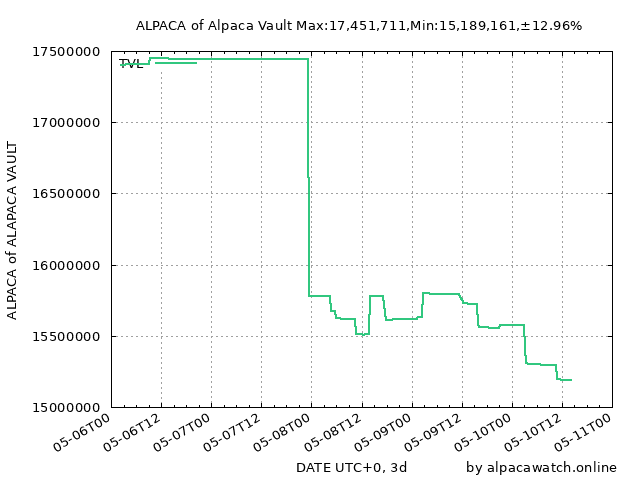 ALPACA of Alpaca Vault Max:17,451,711,Min:15,189,161,±12.96%
ALPACA of ALAPACA VAULT
17500000
17000000
16500000
16000000
15500000
15000000
TVL
05-06T00
05-06T12
05-07T00
05-07T12
05-08T00
05-08T12
05-09T00
05-09T12
05-10T00
05-10T12
05-11T00
DATE UTC+0, 3d
by alpacawatch.online